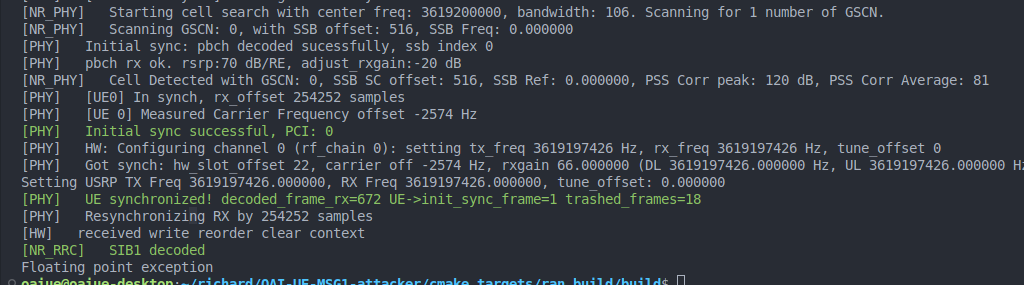 [NR_PHY] Starting cell search with center freq: 3619200000, bandwidth: 106. Scanning for 1 number of GSCN.
[NR_PHY] Scanning GSCN: 0, with SSB offset: 516, SSB Freq: 0.000000
[PHY] Initial sync: pbch decoded sucessfully, ssb index 0
[PHY] pbch rx ok. rsrp:70 dB/RE, adjust_rxgain:-20 dB
[NR_PHY] Cell Detected with GSCN: 0, SSB SC offset: 516, SSB Ref: 0.000000, PSS Corr peak: 120 dB, PSS Corr Average: 81
[PHY] [UE0] In synch, rx_offset 254252 samples
[PHY] [UE 0] Measured Carrier Frequency offset -2574 Hz
[PHY] Initial sync successful, PCI: 0
[PHY] HW: Configuring channel 0 (rf_chain 0): setting tx_freq 3619197426 Hz, rx_freq 3619197426 Hz, tune_offset 0
[PHY] Got synch: hw_slot_offset 22, carrier off -2574 Hz, rxgain 66.000000 (DL 3619197426.000000 Hz, UL 3619197426.000000 Hz
Setting USRP TX Freq 3619197426.000000, RX Freq 3619197426.000000, tune_offset: 0.000000
[PHY] UE synchronized! decoded_frame_rx=672 UE->init_sync_frame=1 trashed_frames=18
[PHY] Resynchronizing RX by 254252 samples
[HW] received write reorder clear context
[NR_RRC] SIB1 decoded
Floating point exception
oaiue@oaiue-desktop:~/richard/OAI-UE-MSG1-attacker/cmake_targets/ran_build/build$